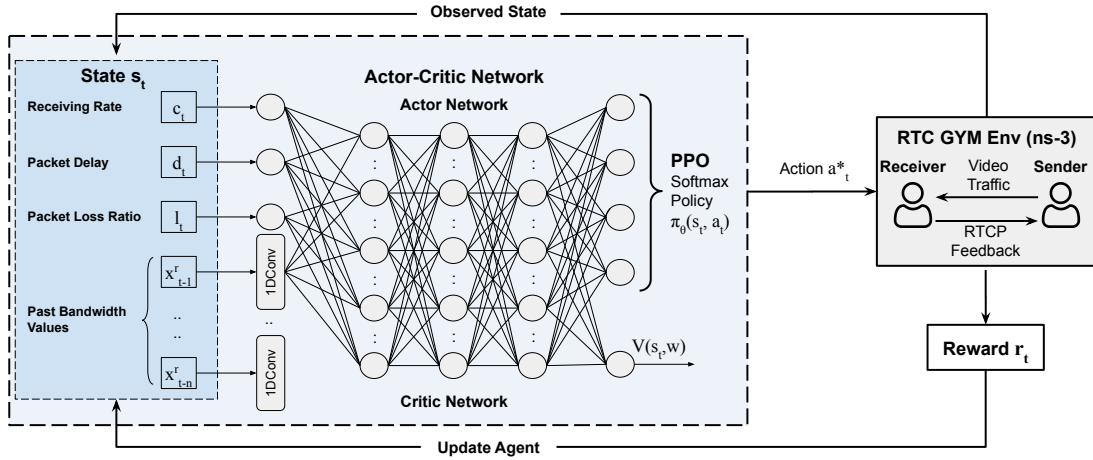 Observed State
State s_t
Actor-Critic Network
Actor Network
Receiving Rate
c_t
Packet Delay
d_t
Packet Loss Ratio
l_t
x^r_t-1
1DConv
Past Bandwidth
Values
..
..
..
x^r_t-n
1DConv
:
:
:
:
:
:
:
:
:
:
:
:
PPO
Softmax
Policy
π_θ(s_t, a_t)
V(s_t,w)
Critic Network
Action a*_t
RTC GYM Env (ns-3)
Receiver
Video
Traffic
Sender
RTCP
Feedback
Reward r_t
Update Agent